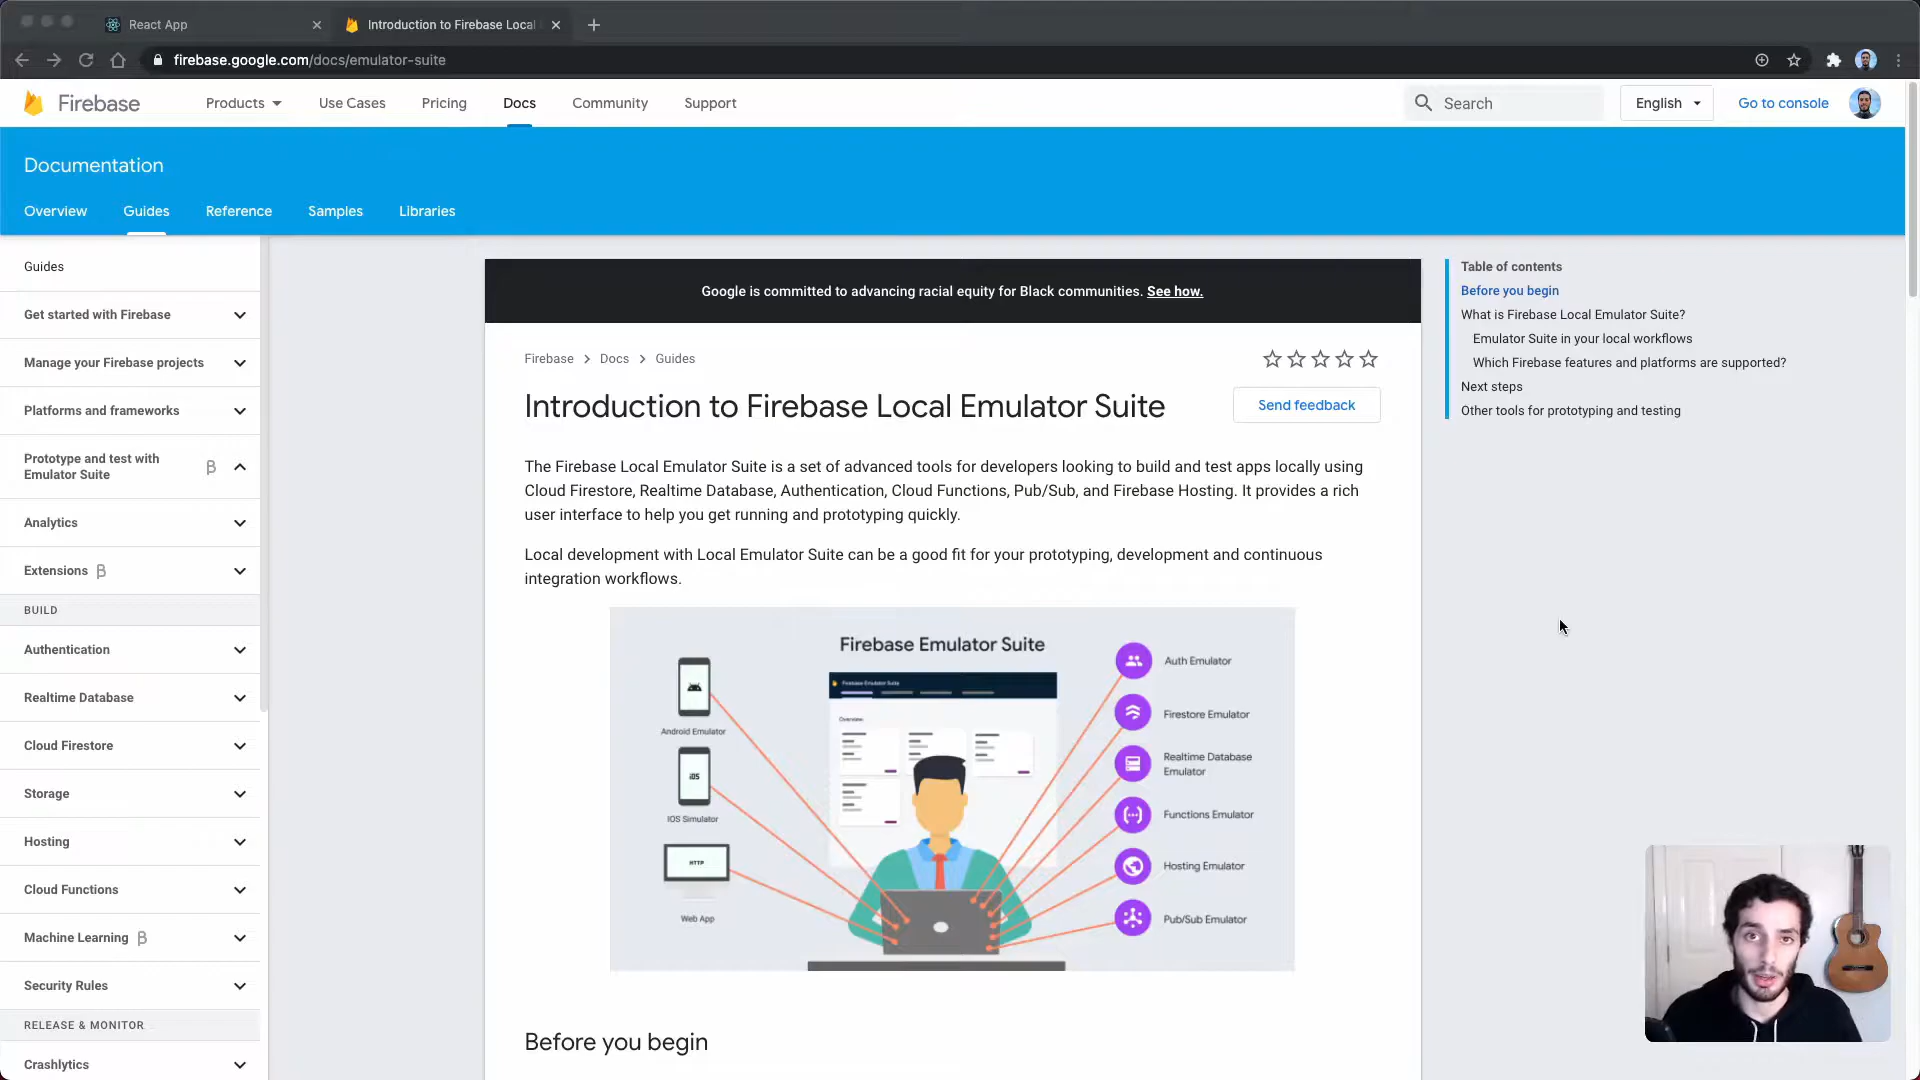 React App
Introduction to Firebase Local
firebase.google.com/docs/emulator-suite
Firebase
Products
Use Cases
Pricing
Docs
Community
Support
Search
English
Go to console
Documentation
Overview
Guides
Reference
Samples
Libraries
Guides
Get started with Firebase
Manage your Firebase projects
Platforms and frameworks
Prototype and test with
Emulator Suite
β
Analytics
Extensions β
BUILD
Authentication
Realtime Database
Cloud Firestore
Storage
Hosting
Cloud Functions
Machine Learning β
Security Rules
RELEASE & MONITOR
Crashlytics
Google is committed to advancing racial equity for Black communities. See how.
Firebase > Docs > Guides
Introduction to Firebase Local Emulator Suite
Send feedback
The Firebase Local Emulator Suite is a set of advanced tools for developers looking to build and test apps locally using
Cloud Firestore, Realtime Database, Authentication, Cloud Functions, Pub/Sub, and Firebase Hosting. It provides a rich
user interface to help you get running and prototyping quickly.
Local development with Local Emulator Suite can be a good fit for your prototyping, development and continuous
integration workflows.
Firebase Emulator Suite
Android Emulator
iOS
IOS Simulator
HTTP
Web App
Firebase Emulator Suite
Overview
Auth Emulator
Firestore Emulator
Realtime Database
Emulator
Functions Emulator
Hosting Emulator
Pub/Sub Emulator
Before you begin
Table of contents
Before you begin
What is Firebase Local Emulator Suite?
Emulator Suite in your local workflows
Which Firebase features and platforms are supported?
Next steps
Other tools for prototyping and testing